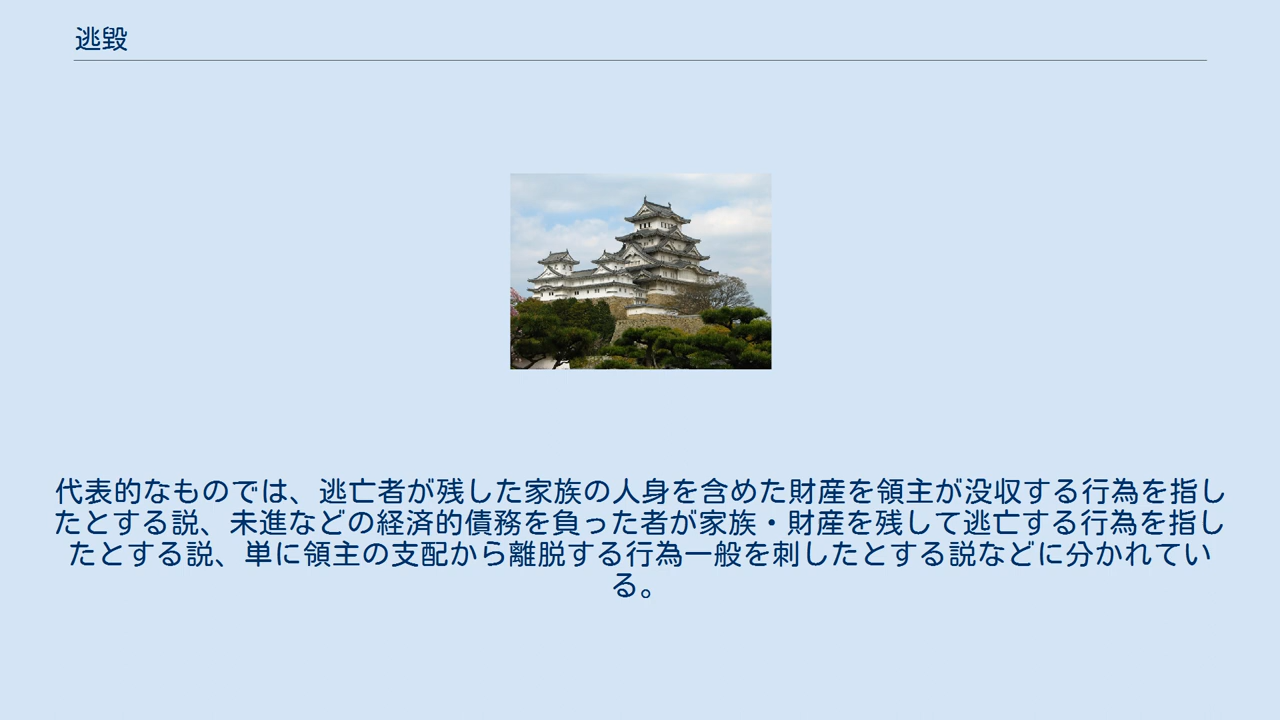 逃毀
代表的なものでは、逃亡者が残した家族の人身を含めた財産を領主が没収する行為を指し
たとする説、未進などの経済的債務を負った者が家族・財産を残して逃亡する行為を指し
たとする説、単に領主の支配から離脱する行為一般を刺したとする説などに分かれてい
る。